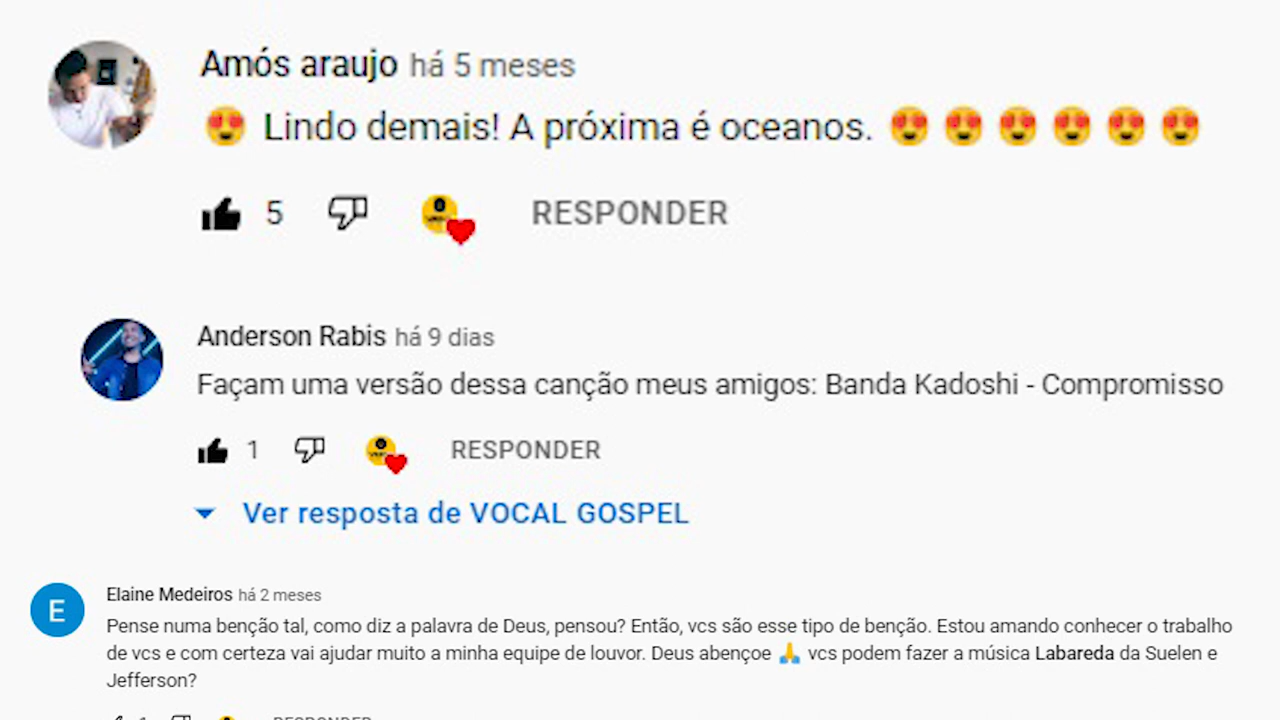 Amós araujo há 5 meses
😍 Lindo demais! A próxima é oceanos. 😍 😍 😍 😍 😍 😍
5 RESPONDER
Anderson Rabis há 9 dias
Façam uma versão dessa canção meus amigos: Banda Kadoshi - Compromisso
1 RESPONDER
Ver resposta de VOCAL GOSPEL
E
Elaine Medeiros há 2 meses
Pense numa benção tal, como diz a palavra de Deus, pensou? Então, vcs são esse tipo de benção. Estou amando conhecer o trabalho
de vcs e com certeza vai ajudar muito a minha equipe de louvor. Deus abençoe 🙏 vcs podem fazer a música Labareda da Suelen e
Jefferson?
1 RESPONDER